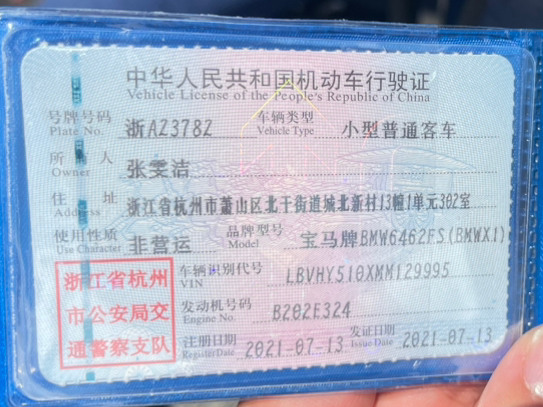 中华人民共和国机动车行驶证
Vehicle License of the People's Republic of China
号牌号码 浙AZ378Z 车辆类型 小型普通客车
Plate No. Vehicle Type
所有人 张雯洁
Owner
住址 浙江省杭州市萧山区北干街道城北新村13幢1单元302室
Address
使用性质 非营运 品牌型号 宝马牌BMW6462FS(BMWX1)
Use Character Model
浙江省杭州
市公安局交
通警察支队
车辆识别代号 LBVHY510XMM129995
VIN
发动机号码 B202E324
Engine No.
注册日期 2021-07-13 发证日期 2021-07-13
Register Date Issue Date